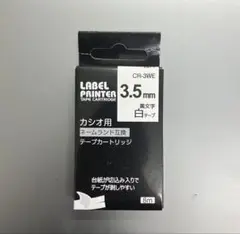 CR-3WE
LABEL
PRINTER
TAPE CARTRIDGE
3.5mm
黒文字
白テープ
カシオ用
ネームランド互換
テープカートリッジ
台紙が切込み入りで
テープが剥しやすい
8m